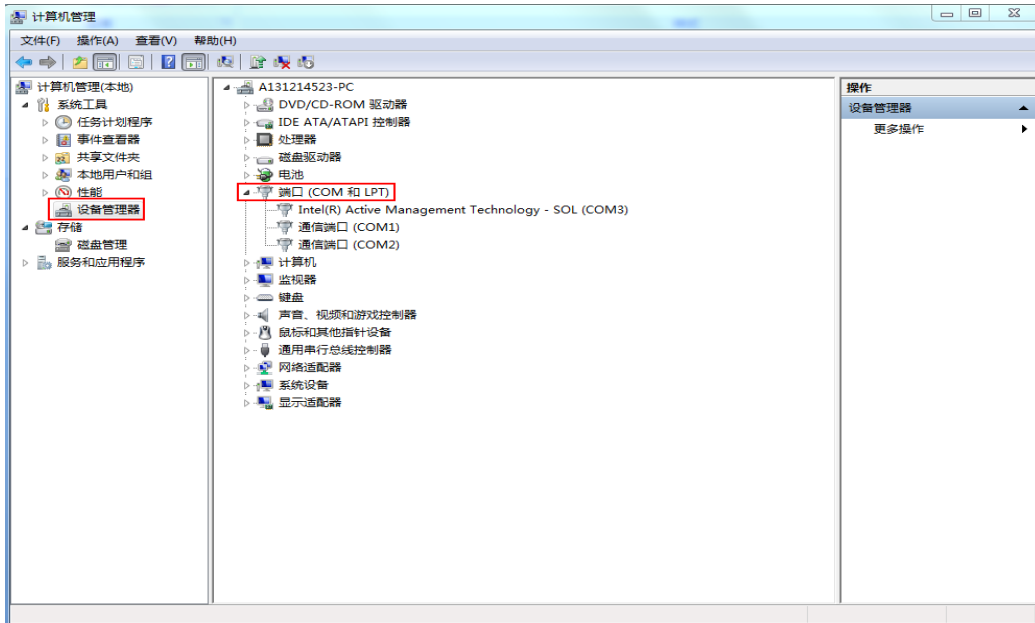 计算机管理
文件(F) 操作(A) 查看(V) 帮助(H)
计算机管理(本地)
系统工具
任务计划程序
事件查看器
共享文件夹
本地用户和组
性能
设备管理器
存储
磁盘管理
服务和应用程序
A131214523-PC
DVD/CD-ROM 驱动器
IDE ATA/ATAPI 控制器
处理器
磁盘驱动器
电池
端口 (COM 和 LPT)
Intel(R) Active Management Technology - SOL (COM3)
通信端口 (COM1)
通信端口 (COM2)
计算机
监视器
键盘
声音、视频和游戏控制器
鼠标和其他指针设备
通用串行总线控制器
网络适配器
系统设备
显示适配器
操作
设备管理器
更多操作